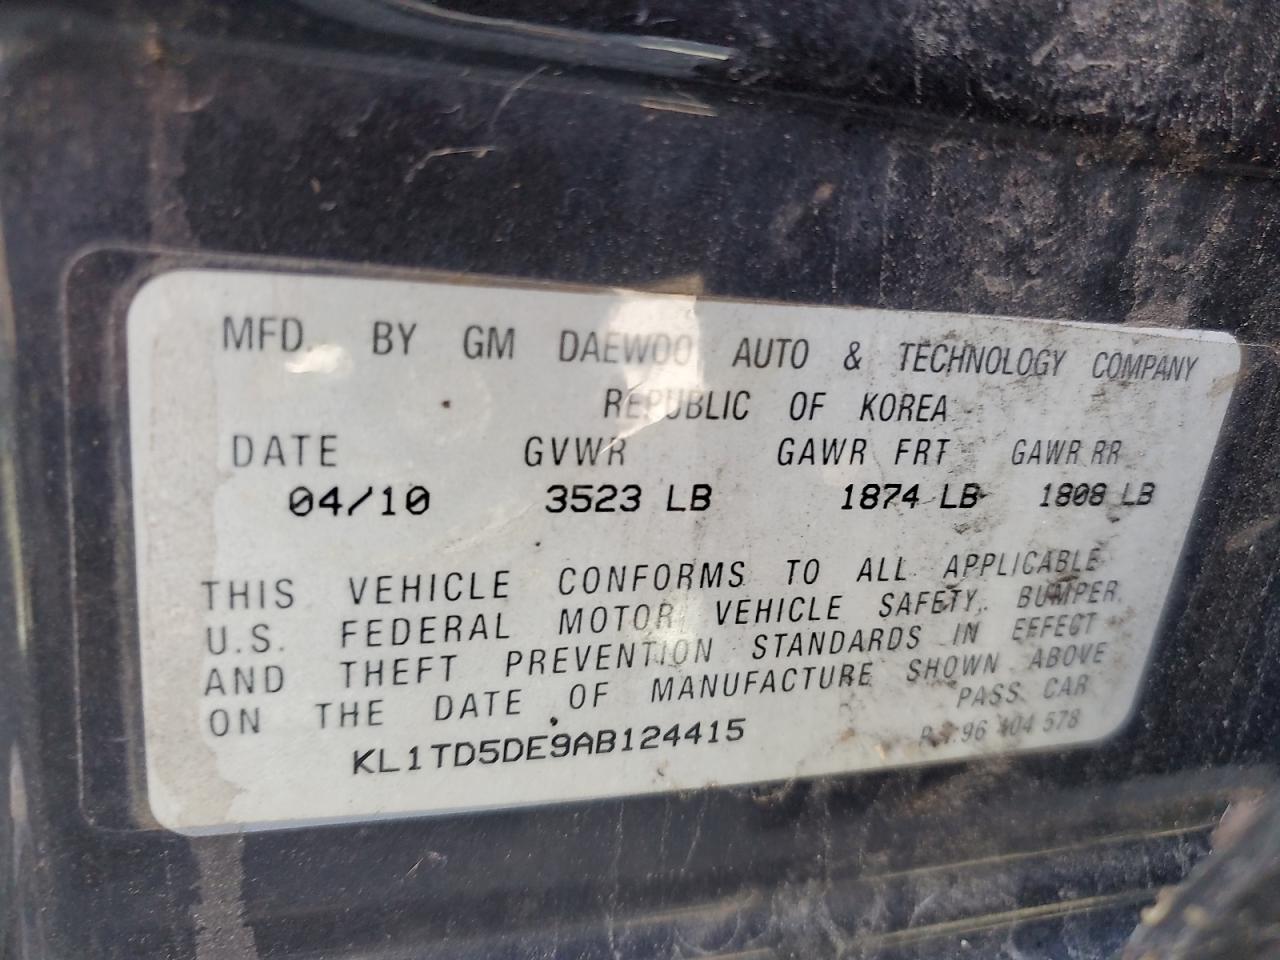 MFD. BY GM DAEWOO AUTO & TECHNOLOGY COMPANY
REPUBLIC OF KOREA
DATE GVWR GAWR FRT GAWR RR
04/10 3523 LB 1874 LB 1808 LB
THIS VEHICLE CONFORMS TO ALL APPLICABLE
U.S. FEDERAL MOTOR VEHICLE SAFETY, BUMPER,
AND THEFT PREVENTION STANDARDS IN EFFECT
ON THE DATE OF MANUFACTURE SHOWN ABOVE
PASS CAR
KL1TD5DE9AB124415
96 404 578